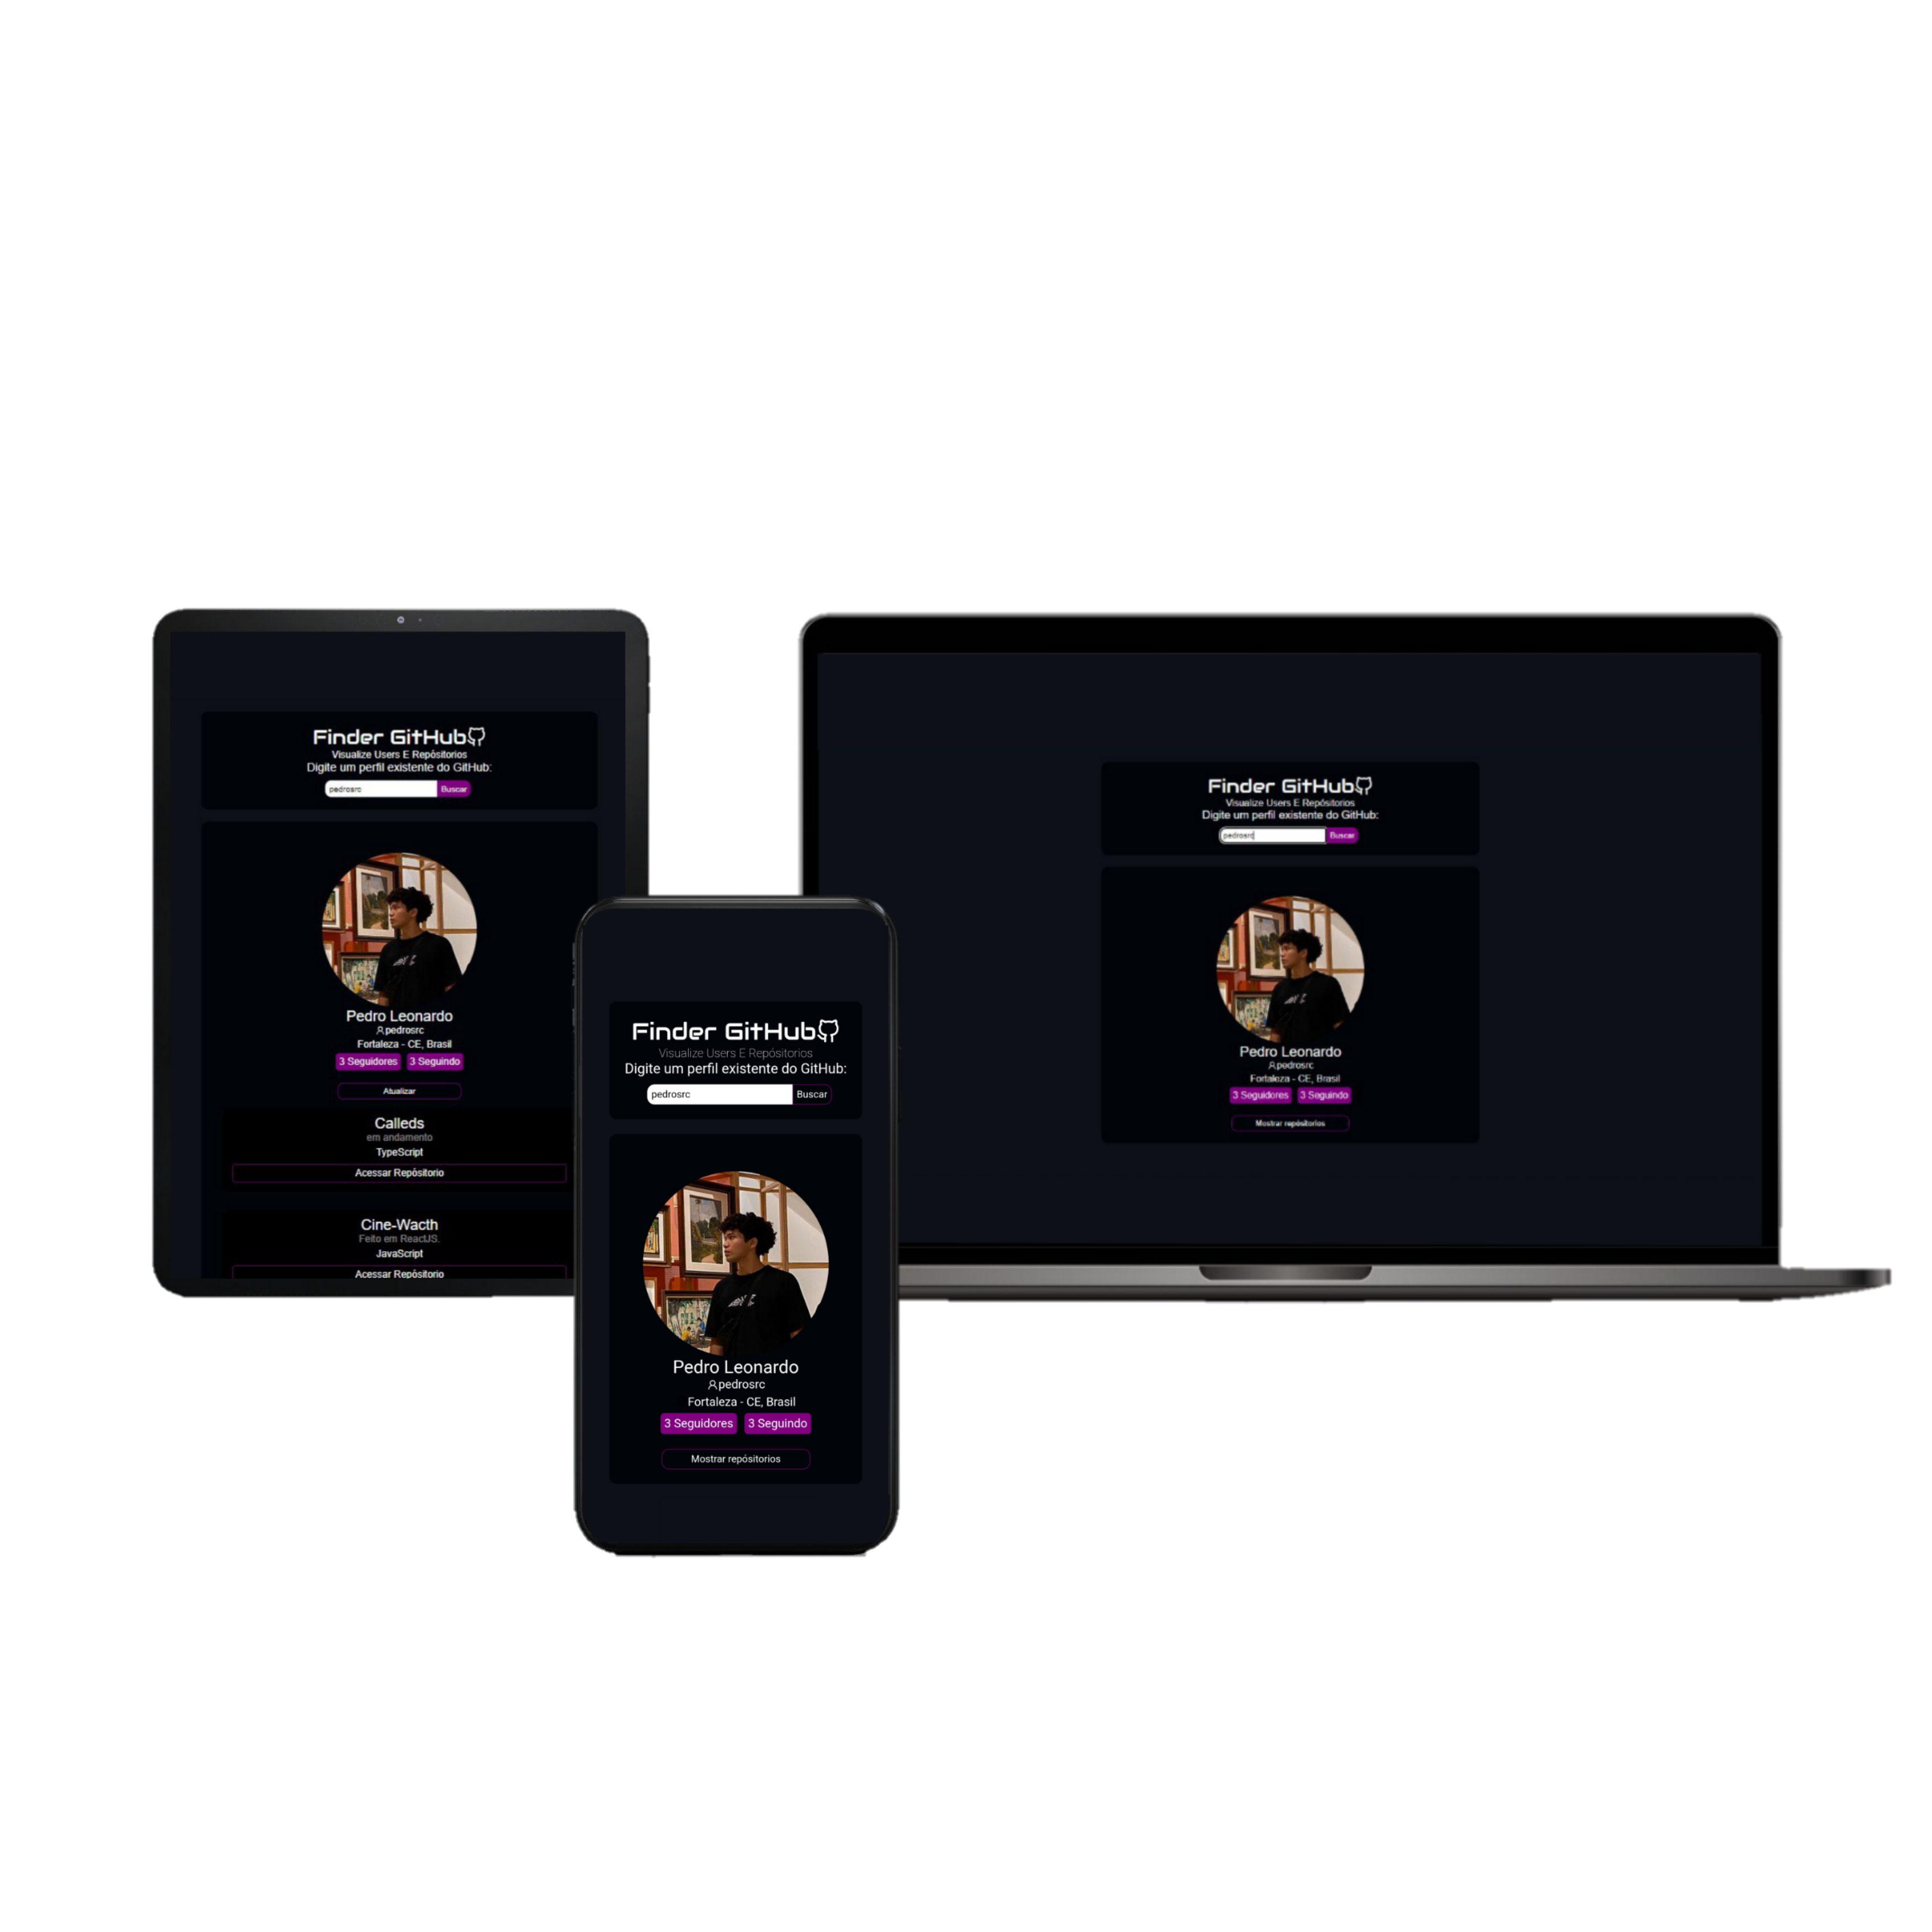 Finder GitHub
Visualize Users E Repósitorios
Digite um perfil existente do GitHub:
pedrosrc Buscar
Pedro Leonardo
pedrosrc
Fortaleza - CE, Brasil
3 Seguidores 3 Seguindo
Atualizar
Calleds
em andamento
TypeScript
Acessar Repósitorio
Cine-Wacth
Feito em ReactJS.
JavaScript
Acessar Repósitorio
Finder GitHub
Visualize Users E Repósitorios
Digite um perfil existente do GitHub:
pedrosrc Buscar
Pedro Leonardo
pedrosrc
Fortaleza - CE, Brasil
3 Seguidores 3 Seguindo
Mostrar repósitorios
Finder GitHub
Visualize Users E Repósitorios
Digite um perfil existente do GitHub:
pedrosrc Buscar
Pedro Leonardo
pedrosrc
Fortaleza - CE, Brasil
3 Seguidores 3 Seguindo
Mostrar repósitorios